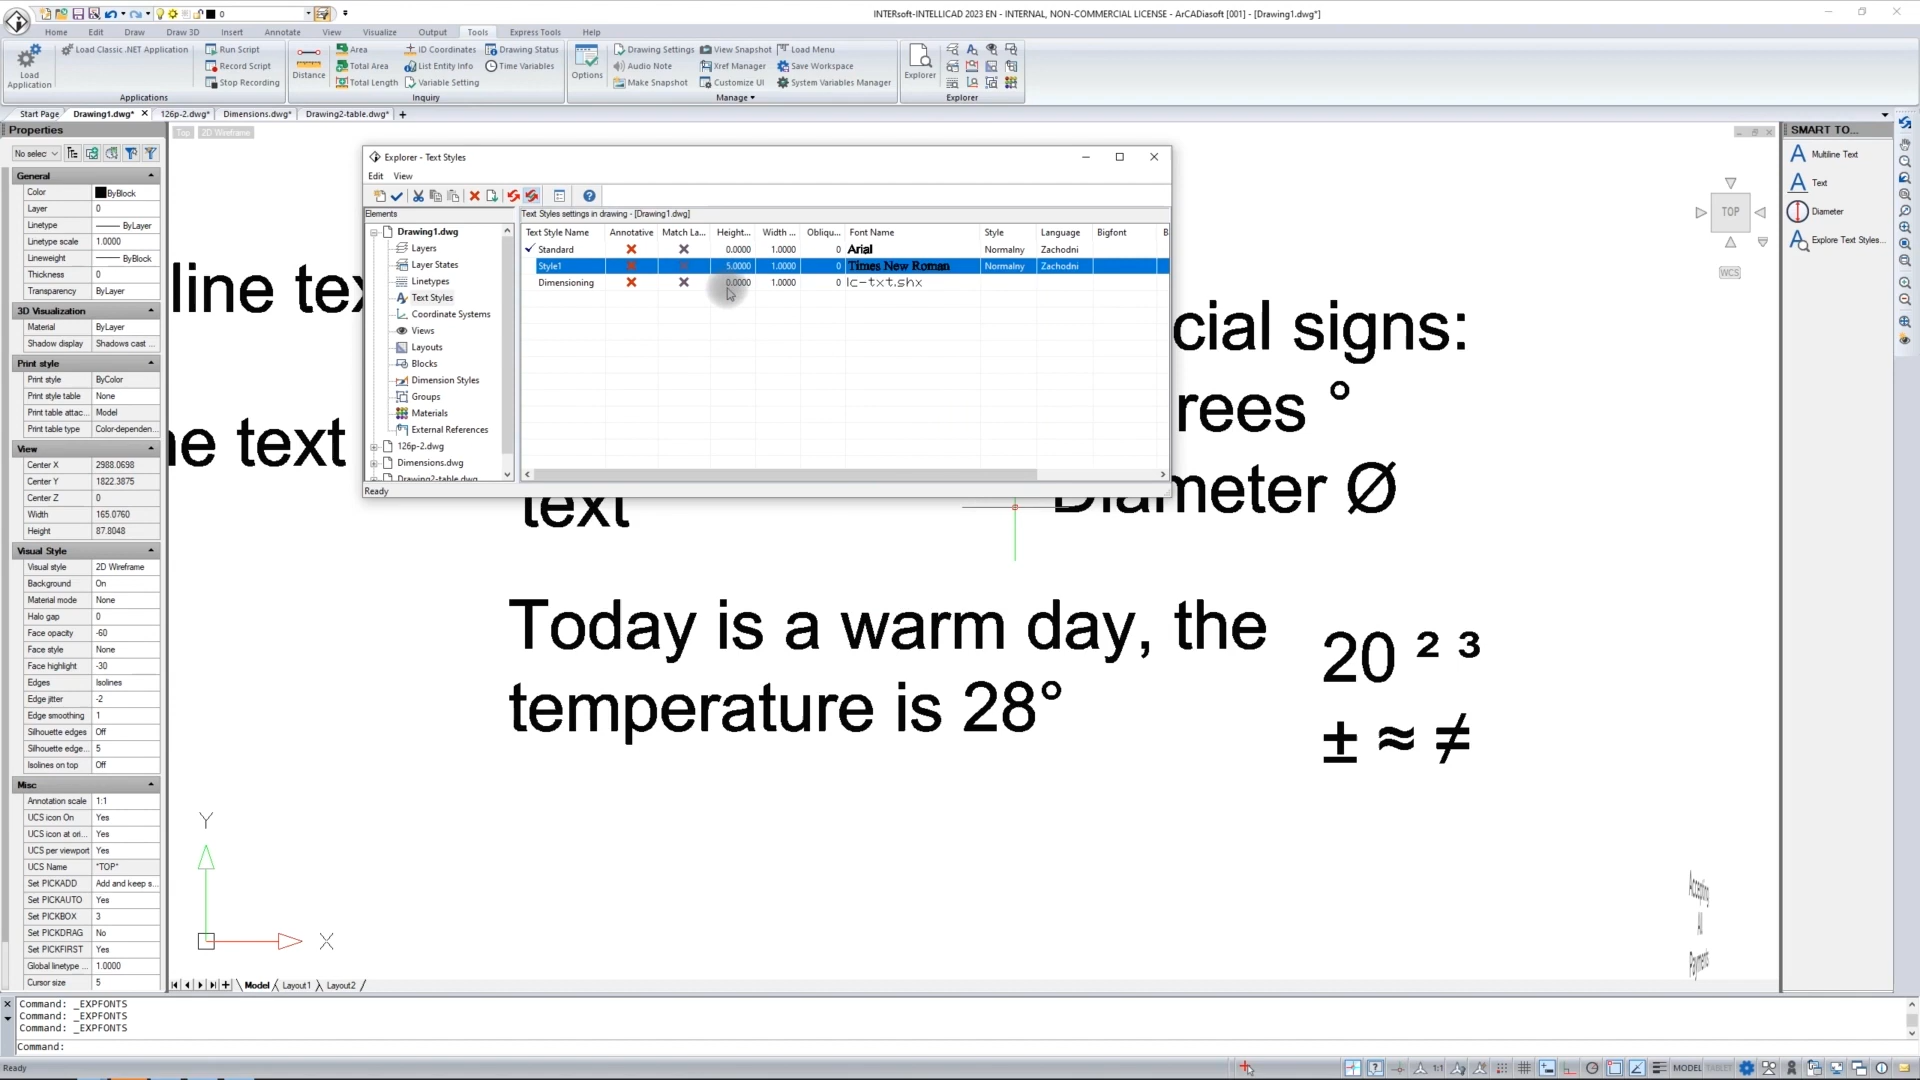 INTERsoft-INTELLICAD 2023 EN - INTERNAL, NON-COMMERCIAL LICENSE - ArCADiasoft [001] - [Drawing1.dwg*]
0
Home Edit Draw Draw 3D Insert Annotate View Visualize Output Tools Express Tools Help
Load Application
Load Classic .NET Application
Run Script
Record Script
Stop Recording
Applications
Distance
Area
Total Area
Total Length
ID Coordinates
List Entity Info
Variable Setting
Drawing Status
Time Variables
Inquiry
Options
Drawing Settings
Audio Note
Make Snapshot
View Snapshot
Xref Manager
Customize UI
Load Menu
Save Workspace
System Variables Manager
Manage
Explorer
Explorer
Start Page Drawing1.dwg* 126p-2.dwg* Dimensions.dwg* Drawing2-table.dwg*
Properties
No selec
General
Color ByBlock
Layer 0
Linetype ByLayer
Linetype scale 1.0000
Lineweight ByBlock
Thickness 0
Transparency ByLayer
3D Visualization
Material ByLayer
Shadow display Shadows cast ...
Print style
Print style ByColor
Print style table None
Print table attac... Model
Print table type Color-dependen...
View
Center X 2988.0698
Center Y 1822.3875
Center Z 0
Width 165.0760
Height 87.8048
Visual Style
Visual style 2D Wireframe
Background On
Material mode None
Halo gap 0
Face opacity -60
Face style None
Face highlight -30
Edges Isolines
Edge jitter -2
Edge smoothing 1
Silhouette edges Off
Silhouette edge... 5
Isolines on top Off
Misc
Annotation scale 1:1
UCS icon On Yes
UCS icon at ori... Yes
UCS per viewport Yes
UCS Name "TOP"
Set PICKADD Add and keep s...
Set PICKAUTO Yes
Set PICKBOX 3
Set PICKDRAG No
Set PICKFIRST Yes
Global linetype ... 1.0000
Cursor size 5
Top 2D Wireframe
Explorer - Text Styles
Edit View
Elements
Drawing1.dwg
Layers
Layer States
Linetypes
Text Styles
Coordinate Systems
Views
Layouts
Blocks
Dimension Styles
Groups
Materials
External References
126p-2.dwg
Dimensions.dwg
Drawing2-table.dwg
Text Styles settings in drawing - [Drawing1.dwg]
Text Style Name Annotative Match La... Height... Width ... Obliqu... Font Name Style Language Bigfont B
Standard 0.0000 1.0000 0 Arial Normalny Zachodni
Style1 5.0000 1.0000 0 Times New Roman Normalny Zachodni
Dimensioning 0.0000 1.0000 0 ic-txt.shx
Ready
line tex
ne text
text
cial signs:
rees °
Diameter Ø
Today is a warm day, the
temperature is 28°
20 ² ³
± ≈ ≠
TOP
WCS
Accepting
All
Payments
Y
X
Model Layout1 Layout2
SMART TO...
Multiline Text
Text
Diameter
Explore Text Styles...
Command: _EXPFONTS
Command: _EXPFONTS
Command: _EXPFONTS
Command:
Ready
1:1
MODEL TABLET